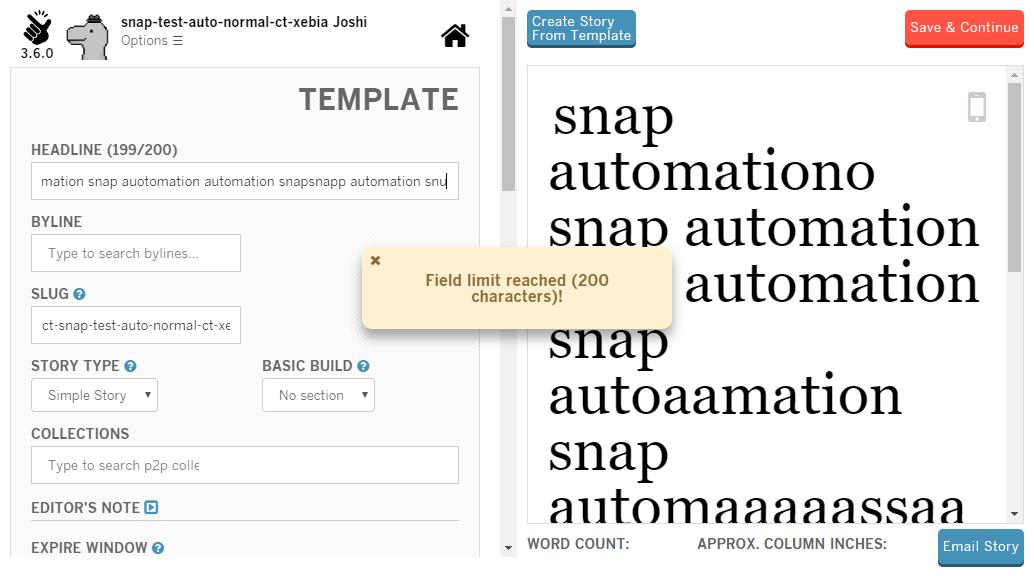 snap-test-auto-normal-ct-xebia Joshi
Options ☰
3.6.0
Create Story
From Template
Save & Continue
TEMPLATE
HEADLINE (199/200)
mation snap auotomation automation snapsnapp automation snu
BYLINE
Type to search bylines...
SLUG
ct-snap-test-auto-normal-ct-xe
STORY TYPE
BASIC BUILD
Simple Story
No section
COLLECTIONS
Type to search p2p colle
EDITOR'S NOTE
EXPIRE WINDOW
Field limit reached (200
characters)!
snap
automationo
snap automation
automation
snap
autoaamation
snap
automaaaaassaa
WORD COUNT:
APPROX. COLUMN INCHES:
Email Story